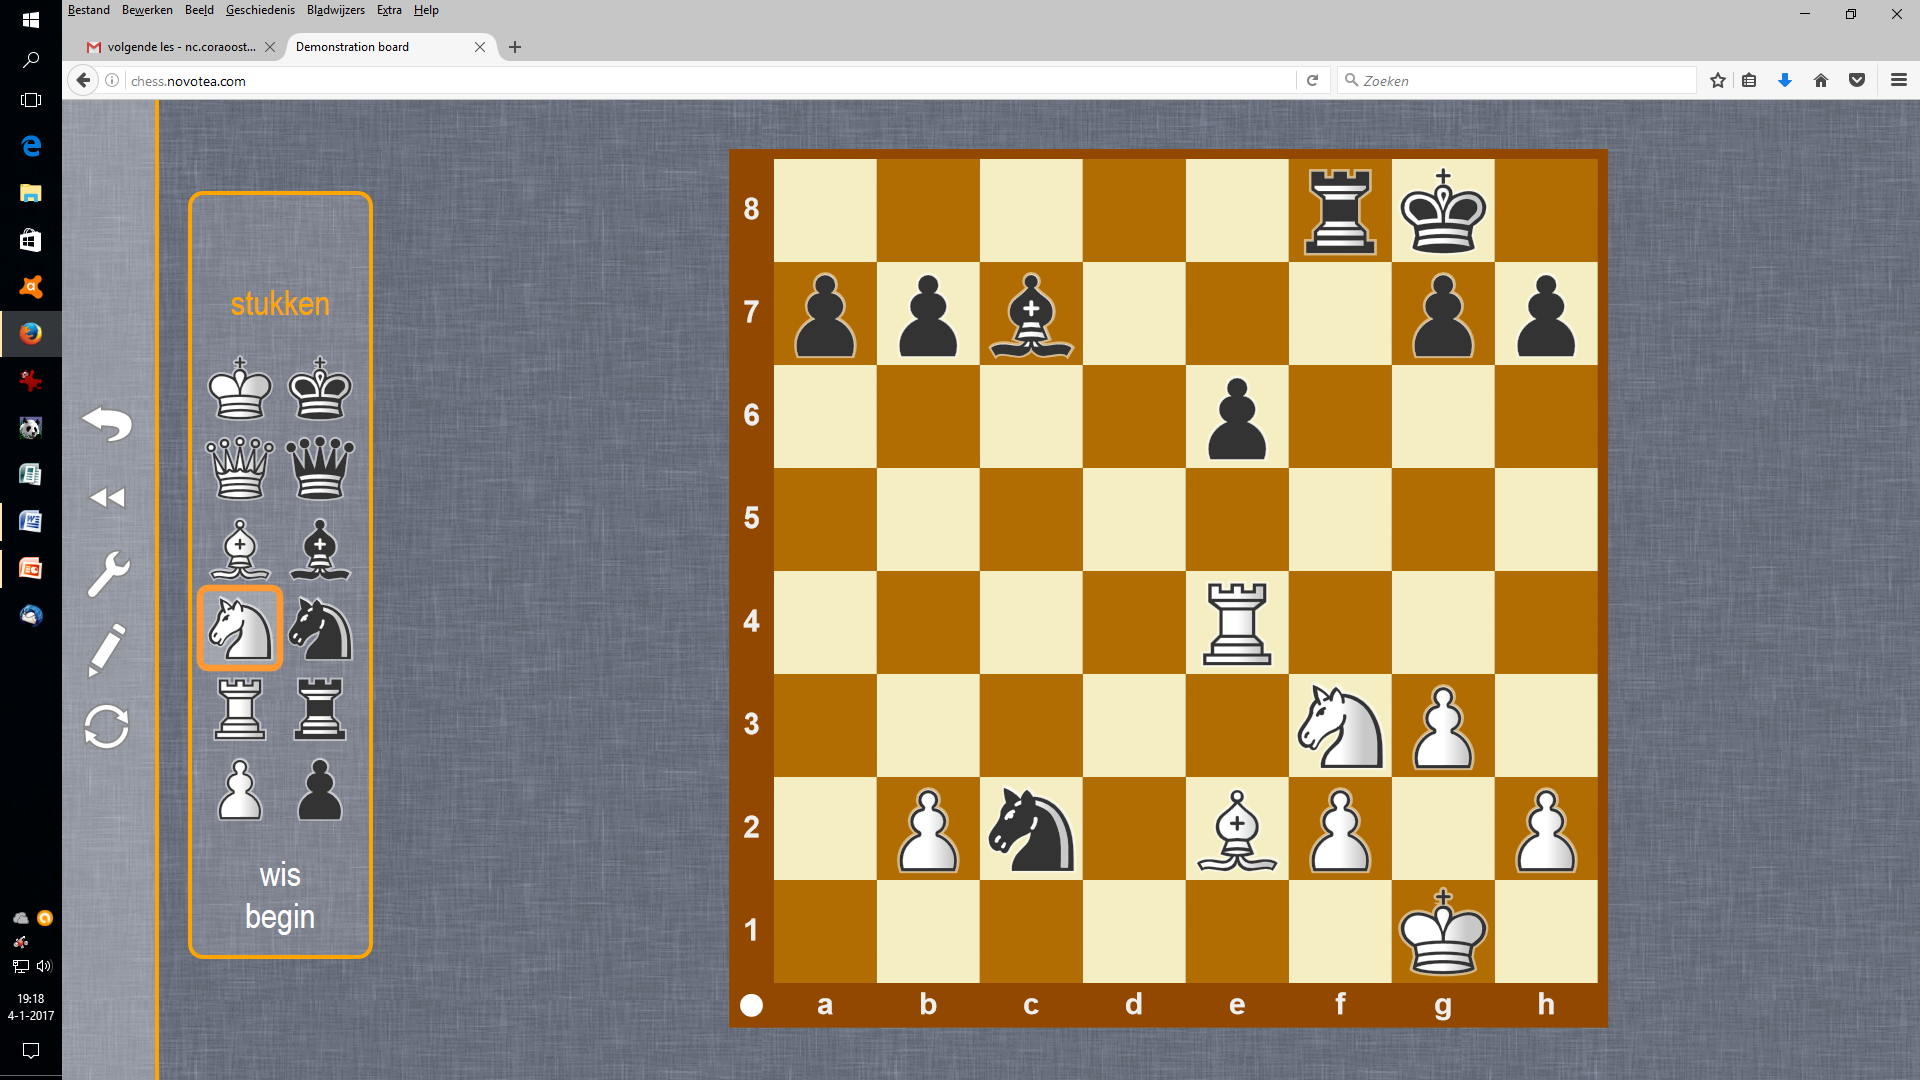 Bestand Bewerken Beeld Geschiedenis Bladwijzers Extra Help
volgende les - nc.coraoost...
Demonstration board
chess.novotea.com
Zoeken
stukken
wis
begin
8
7
6
5
4
3
2
1
a b c d e f g h
19:18
4-1-2017